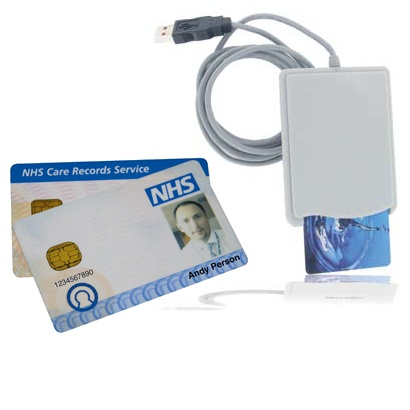 NHS Care Records Service
NHS
Andy Person
1234567890